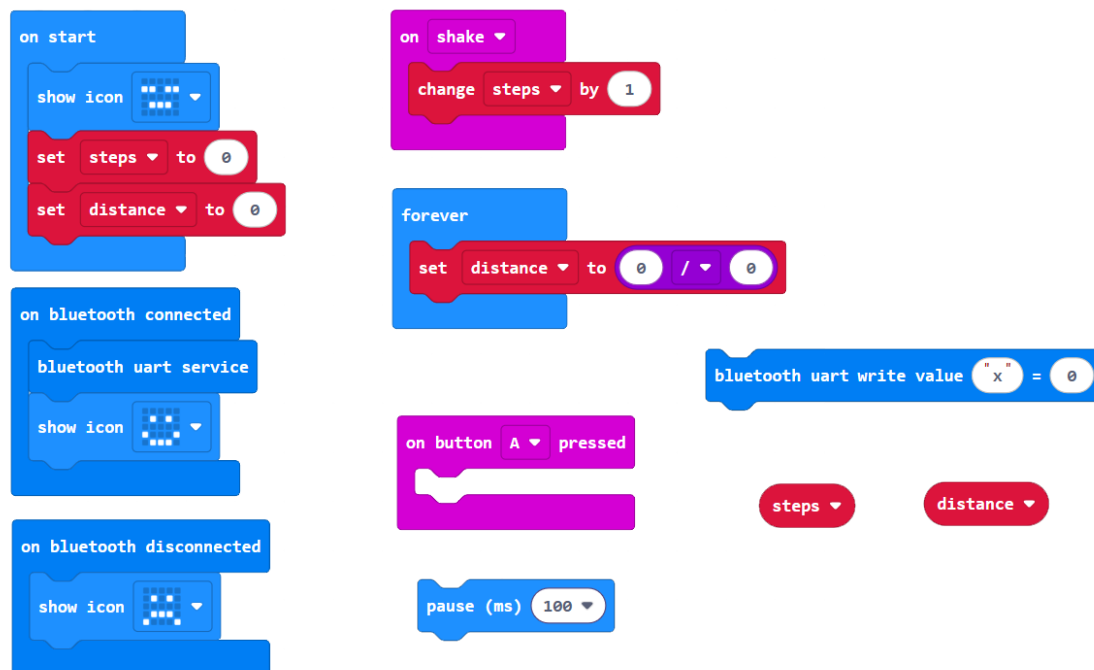 on start
show icon
set steps to 0
set distance to 0
on bluetooth connected
bluetooth uart service
show icon
on bluetooth disconnected
show icon
on shake
change steps by 1
forever
set distance to 0 / 0
on button A pressed
pause (ms) 100
bluetooth uart write value "x" = 0
steps
distance